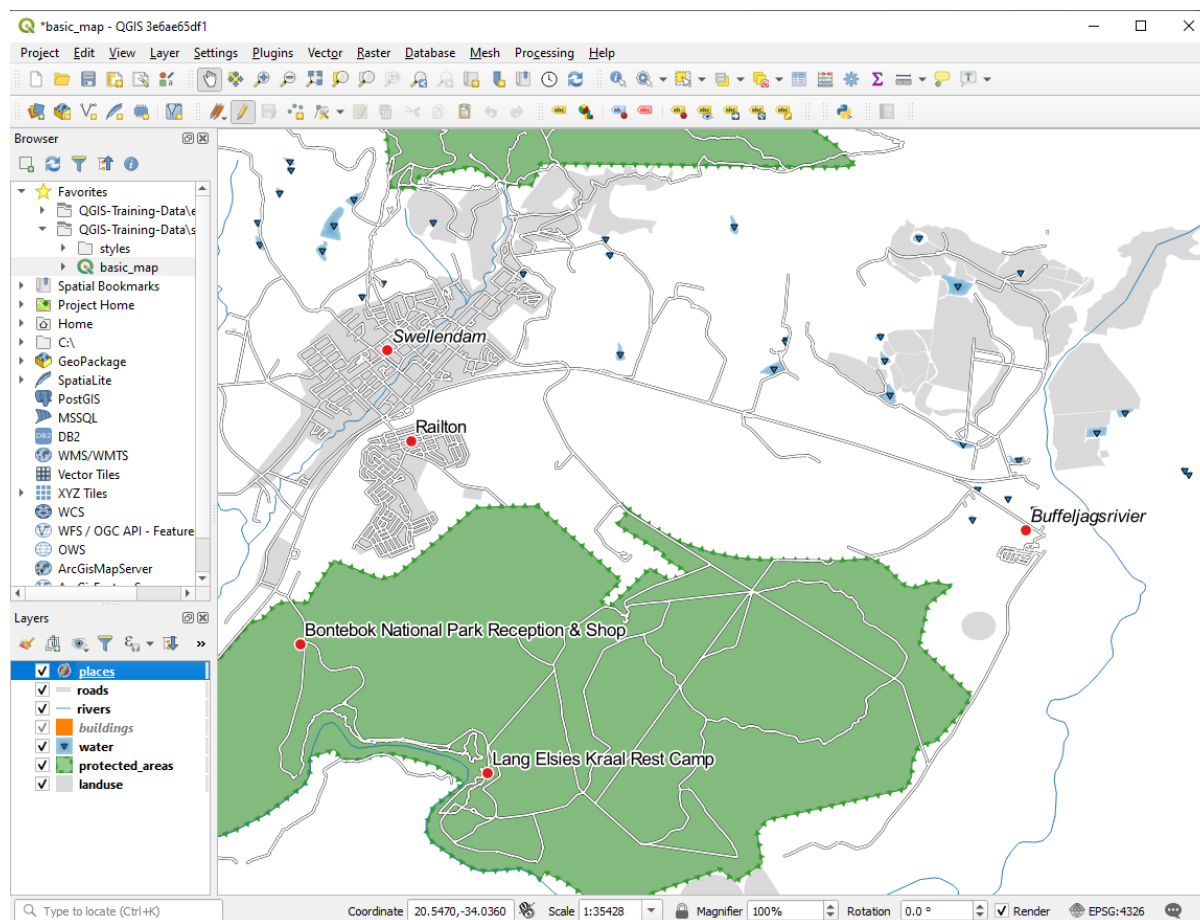 *basic_map - QGIS 3e6ae65df1
Project Edit View Layer Settings Plugins Vector Raster Database Mesh Processing Help
Browser
Favorites
QGIS-Training-Data\e
QGIS-Training-Data\s
styles
basic_map
Spatial Bookmarks
Project Home
Home
C:\
GeoPackage
SpatiaLite
PostGIS
MSSQL
DB2
WMS/WMTS
Vector Tiles
XYZ Tiles
WCS
WFS / OGC API - Feature
OWS
ArcGisMapServer
Layers
places
roads
rivers
buildings
water
protected_areas
landuse
Swellendam
Railton
Buffeljagsrivier
Bontebok National Park Reception & Shop
Lang Elsies Kraal Rest Camp
Type to locate (Ctrl+K) Coordinate 20.5470,-34.0360 Scale 1:35428 Magnifier 100% Rotation 0.0 ° Render EPSG:4326